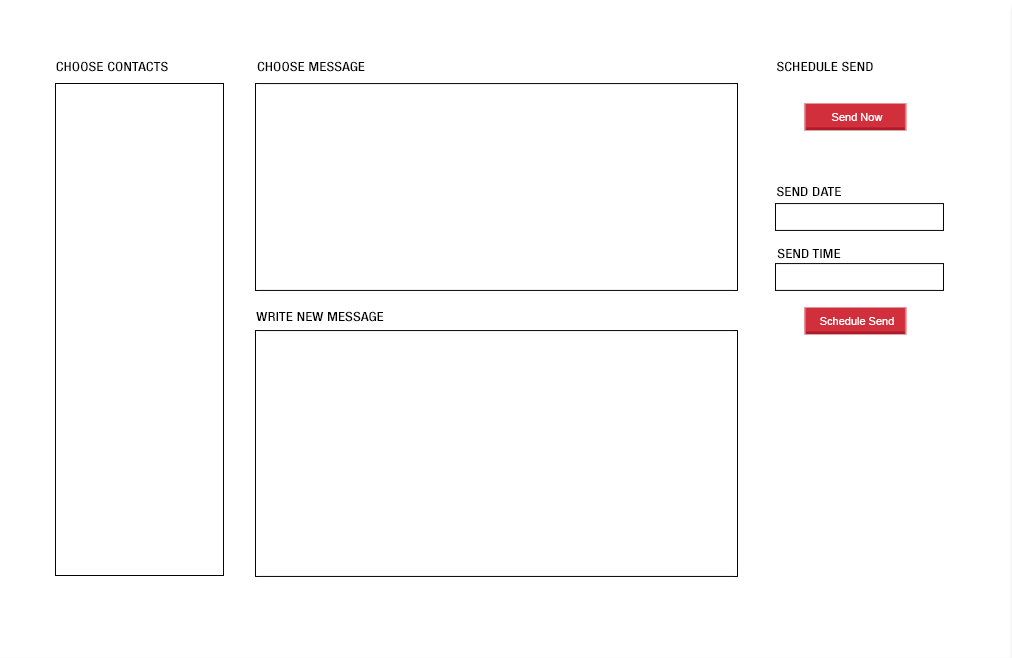 CHOOSE CONTACTS
CHOOSE MESSAGE
SCHEDULE SEND
Send Now
SEND DATE
SEND TIME
WRITE NEW MESSAGE
Schedule Send